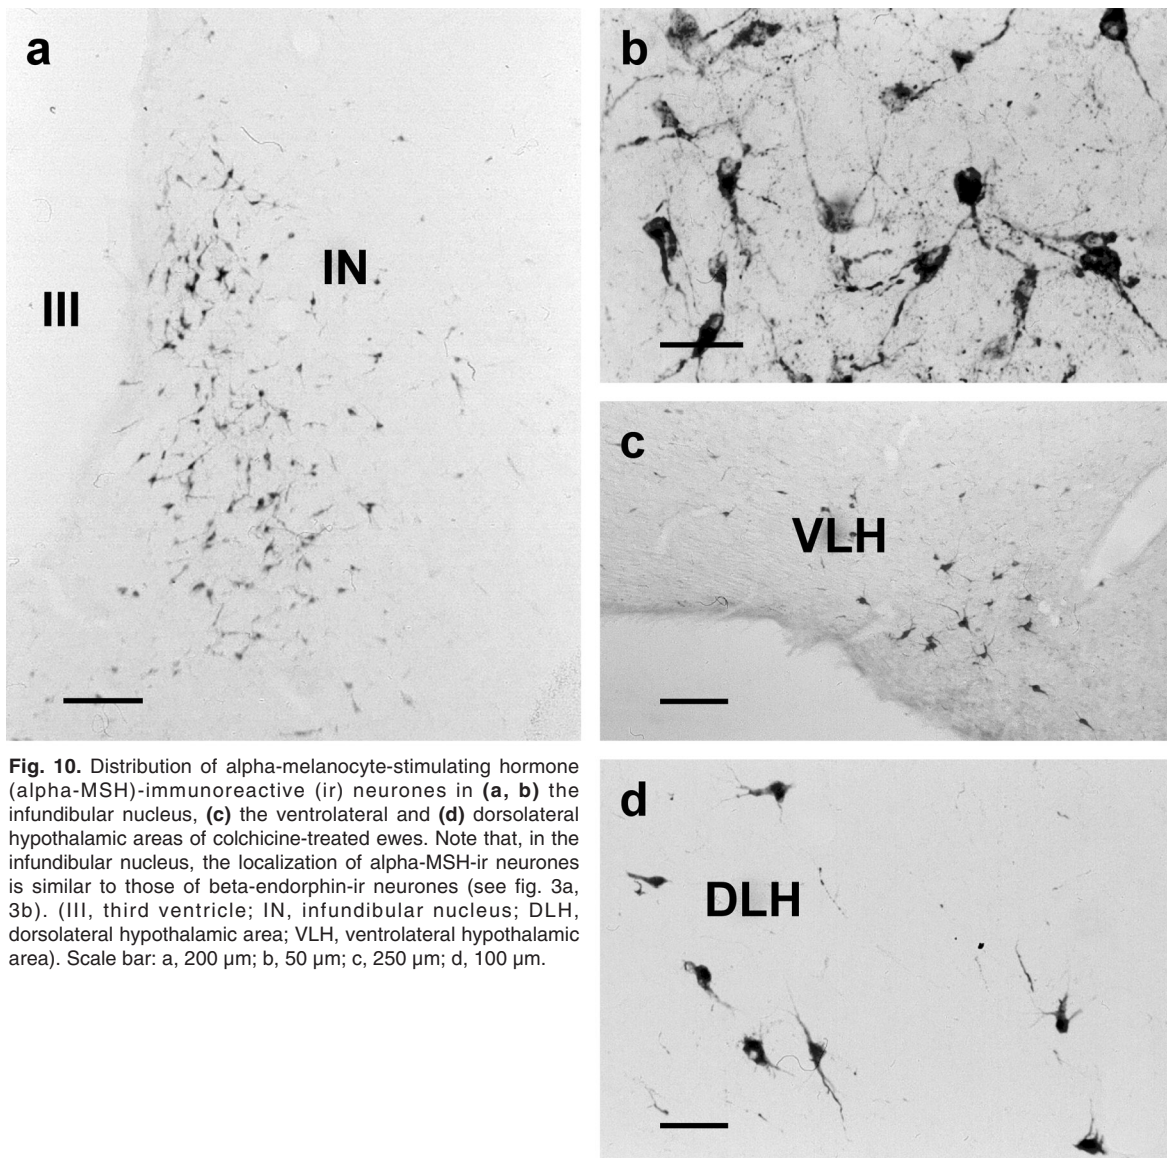 a
III
IN
b
c
VLH
Fig. 10. Distribution of alpha-melanocyte-stimulating hormone
(alpha-MSH)-immunoreactive (ir) neurones in (a, b) the
infundibular nucleus, (c) the ventrolateral and (d) dorsolateral
hypothalamic areas of colchicine-treated ewes. Note that, in the
infundibular nucleus, the localization of alpha-MSH-ir neurones
is similar to those of beta-endorphin-ir neurones (see fig. 3a,
3b). (III, third ventricle; IN, infundibular nucleus; DLH,
dorsolateral hypothalamic area; VLH, ventrolateral hypothalamic
area). Scale bar: a, 200 µm; b, 50 µm; c, 250 µm; d, 100 µm.
d
DLH